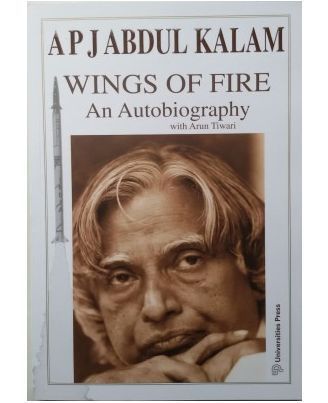 A P J ABDUL KALAM
WINGS OF FIRE
An Autobiography
with Arun Tiwari
Universities Press